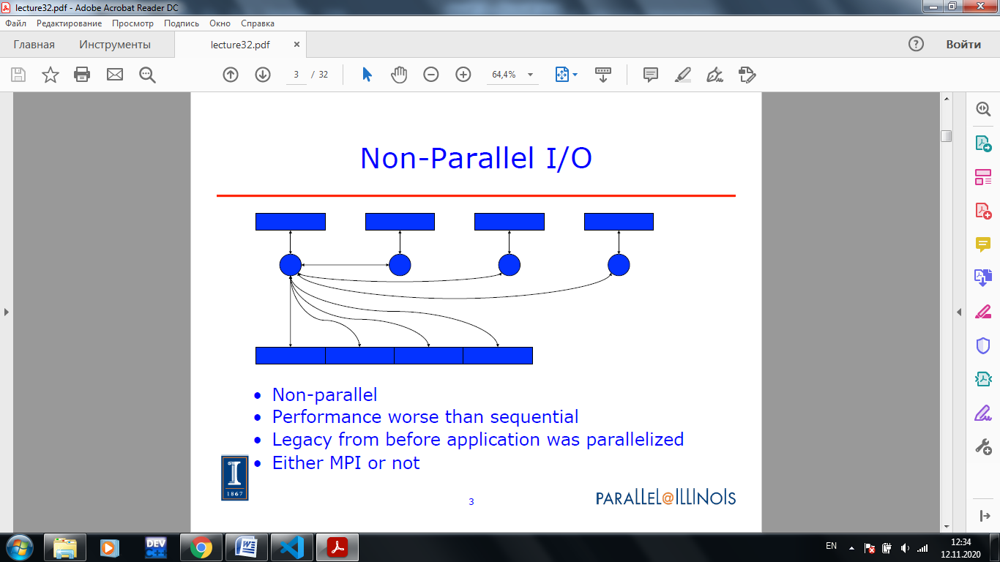 lecture32.pdf - Adobe Acrobat Reader DC
Файл Редактирование Просмотр Подпись Окно Справка
Главная Инструменты lecture32.pdf × ? Войти
3 / 32 64,4%
Non-Parallel I/O
• Non-parallel
• Performance worse than sequential
• Legacy from before application was parallelized
• Either MPI or not
I
1867
3
PARALLEL@ILLINOIS
DEV
C++
W
EN
12:34
12.11.2020